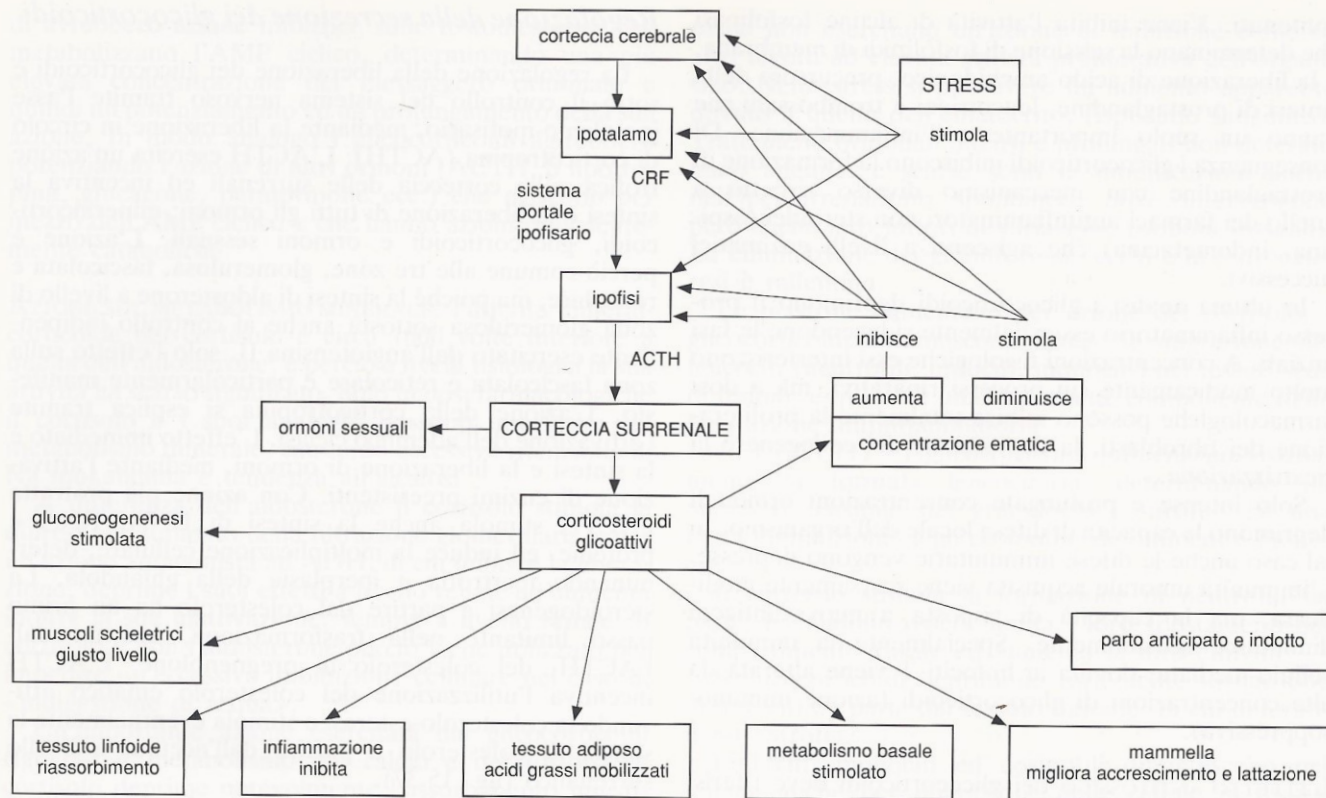 corteccia cerebrale
STRESS
ipotalamo
stimola
CRF
sistema
portale
ipofisario
ipofisi
inibisce
stimola
ACTH
aumenta
diminuisce
ormoni sessuali
CORTECCIA SURRENALE
concentrazione ematica
gluconeogenenesi
stimolata
corticosteroidi
glicoattivi
muscoli scheletrici
giusto livello
parto anticipato e indotto
tessuto linfoide
riassorbimento
infiammazione
inibita
tessuto adiposo
acidi grassi mobilizzati
metabolismo basale
stimolato
mammella
migliora accrescimento e lattazione